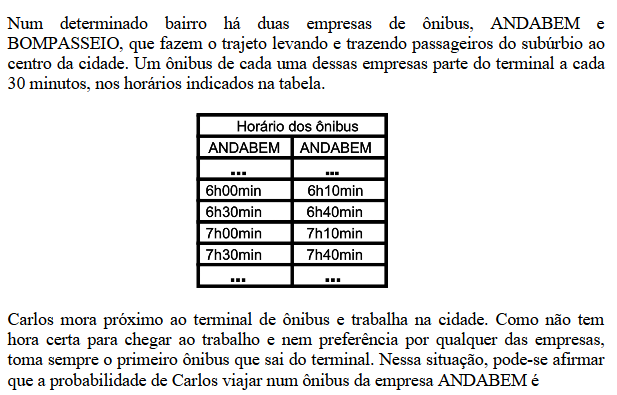 Num determinado bairro há duas empresas de ônibus, ANDABEM e
BOMPASSEIO, que fazem o trajeto levando e trazendo passageiros do subúrbio ao
centro da cidade. Um ônibus de cada uma dessas empresas parte do terminal a cada
30 minutos, nos horários indicados na tabela.
Horário dos ônibus
ANDABEM ANDABEM
... ...
6h00min 6h10min
6h30min 6h40min
7h00min 7h10min
7h30min 7h40min
... ...
Carlos mora próximo ao terminal de ônibus e trabalha na cidade. Como não tem
hora certa para chegar ao trabalho e nem preferência por qualquer das empresas,
toma sempre o primeiro ônibus que sai do terminal. Nessa situação, pode-se afirmar
que a probabilidade de Carlos viajar num ônibus da empresa ANDABEM é